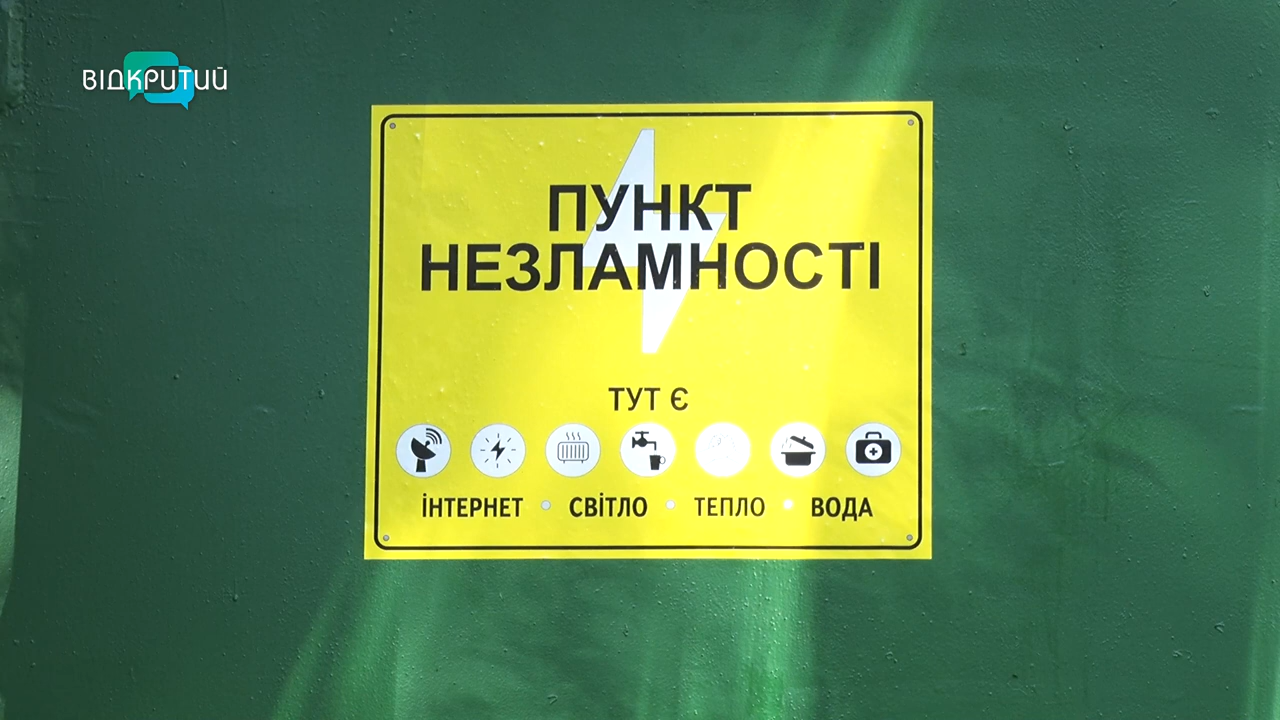 ВІДКРИТИЙ
ПУНКТ
НЕЗЛАМНОСТІ
ТУТ Є
ІНТЕРНЕТ • СВІТЛО • ТЕПЛО • ВОДА